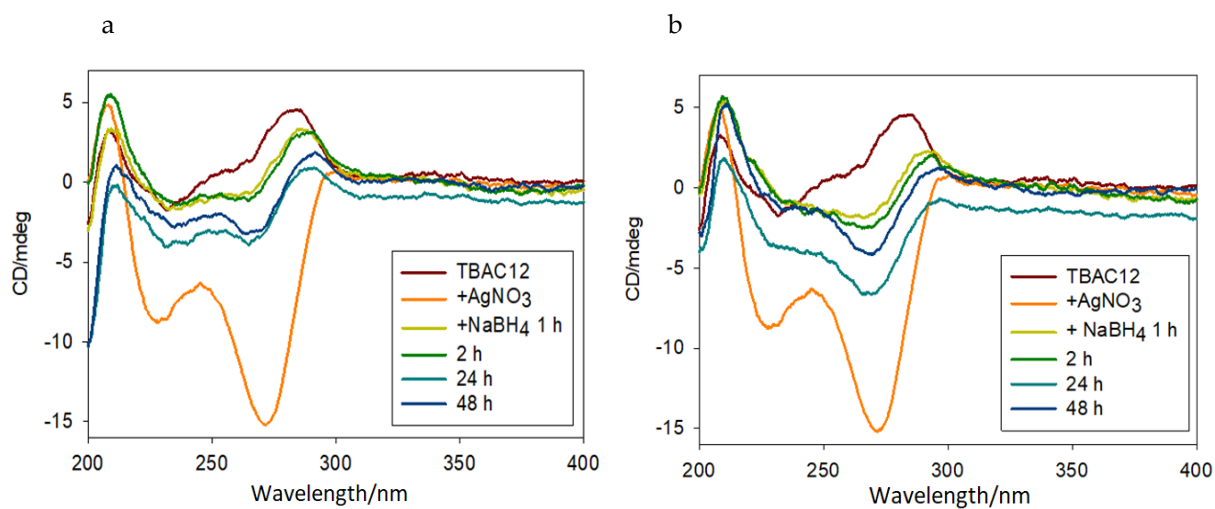 a
5
0
-5
-10
-15
CD/mdeg
TBAC12
+AgNO3
+NaBH4 1 h
2 h
24 h
48 h
200 250 300 350 400
Wavelength/nm
b
5
0
-5
-10
-15
CD/mdeg
TBAC12
+AgNO3
+ NaBH4 1 h
2 h
24 h
48 h
200 250 300 350 400
Wavelength/nm